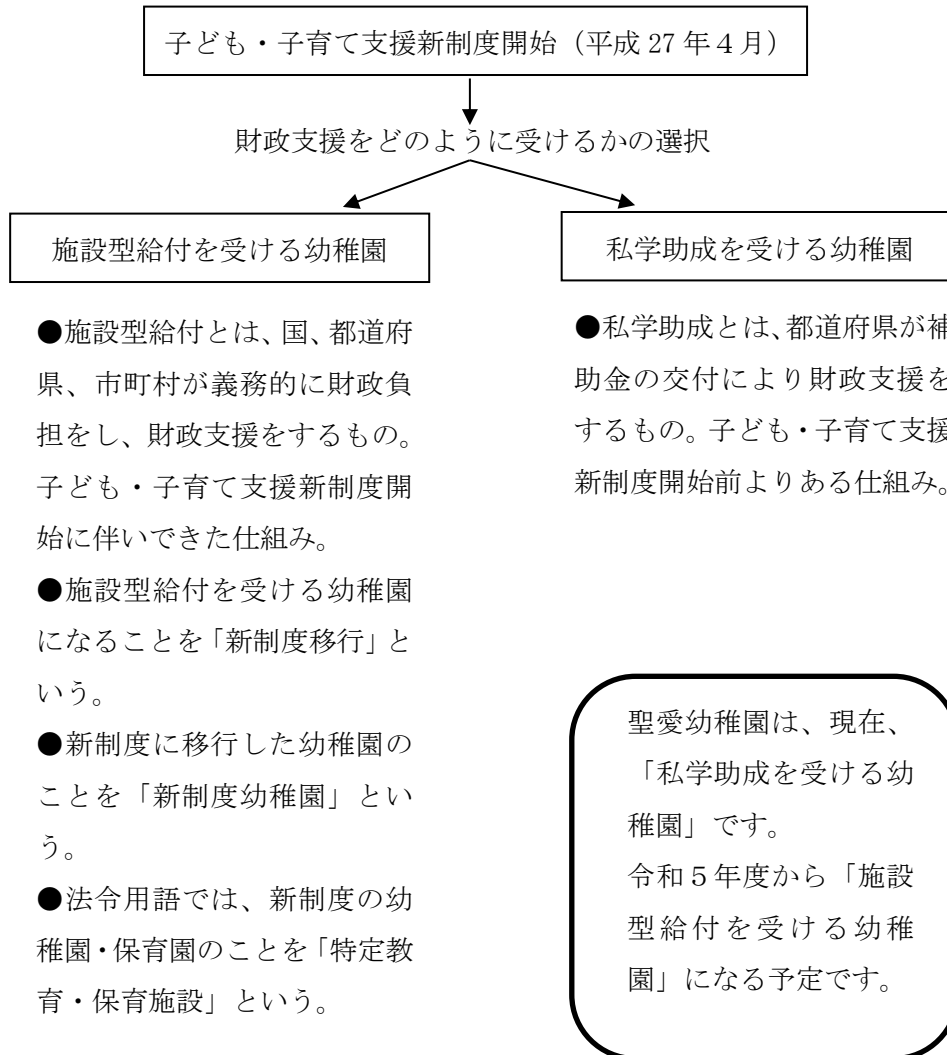 子ども・子育て支援新制度開始（平成 27 年４月）
財政支援をどのように受けるかの選択
施設型給付を受ける幼稚園
●施設型給付とは、国、都道府
県、市町村が義務的に財政負
担をし、財政支援をするもの。
子ども・子育て支援新制度開
始に伴いできた仕組み。
●施設型給付を受ける幼稚園
になることを「新制度移行」と
いう。
●新制度に移行した幼稚園の
ことを「新制度幼稚園」とい
う。
●法令用語では、新制度の幼
稚園・保育園のことを「特定教
育・保育施設」という。
私学助成を受ける幼稚園
●私学助成とは、都道府県が補
助金の交付により財政支援を
するもの。子ども・子育て支援
新制度開始前よりある仕組み。
聖愛幼稚園は、現在、
「私学助成を受ける幼
稚園」です。
令和５年度から「施設
型給付を受ける幼稚
園」になる予定です。